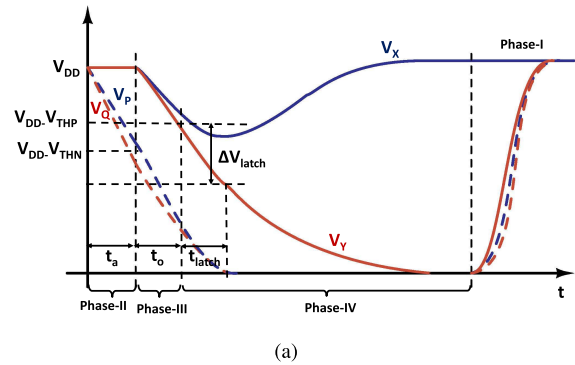 V_X
Phase-I
V_DD
V_P
V_Q
V_DD-V_THP
V_DD-V_THN
ΔV_latch
V_Y
t_a
t_o
t_latch
t
Phase-II
Phase-III
Phase-IV
(a)